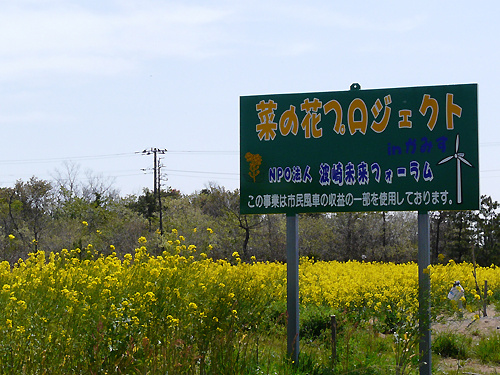 菜の花プロジェクト
inかみす
NPO法人 波崎未来フォーラム
この事業は市民風車の収益の一部を使用しております。